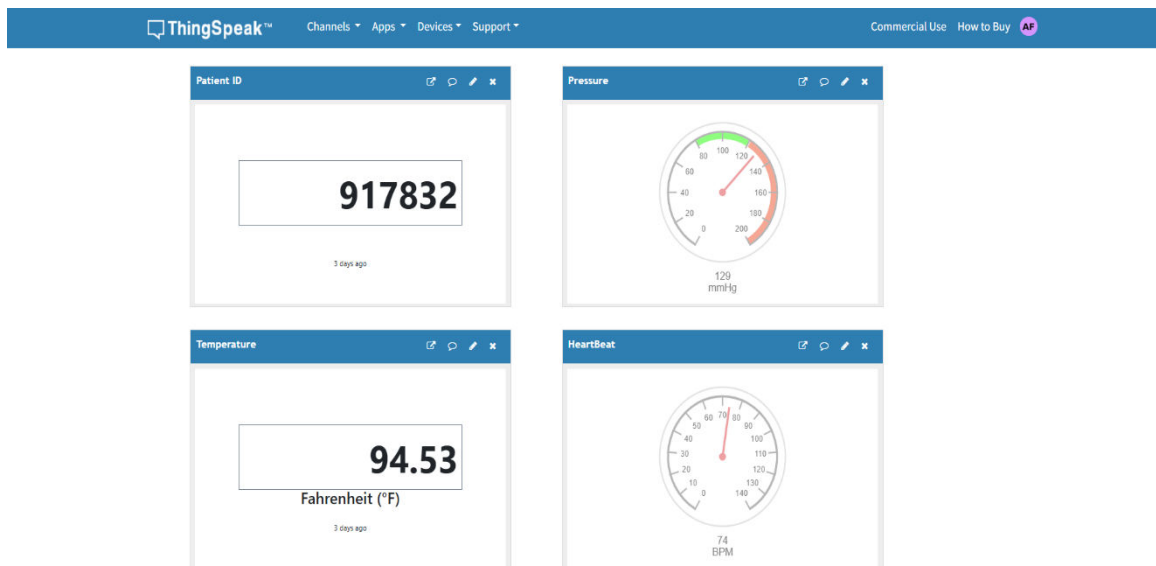 ThingSpeak™ Channels Apps Devices Support Commercial Use How to Buy AF
Patient ID
917832
3 days ago
Pressure
0 20 40 60 80 100 120 140 160 180 200
129
mmHg
Temperature
94.53
Fahrenheit (°F)
3 days ago
HeartBeat
0 10 20 30 40 50 60 70 80 90 100 110 120 130 140
74
BPM